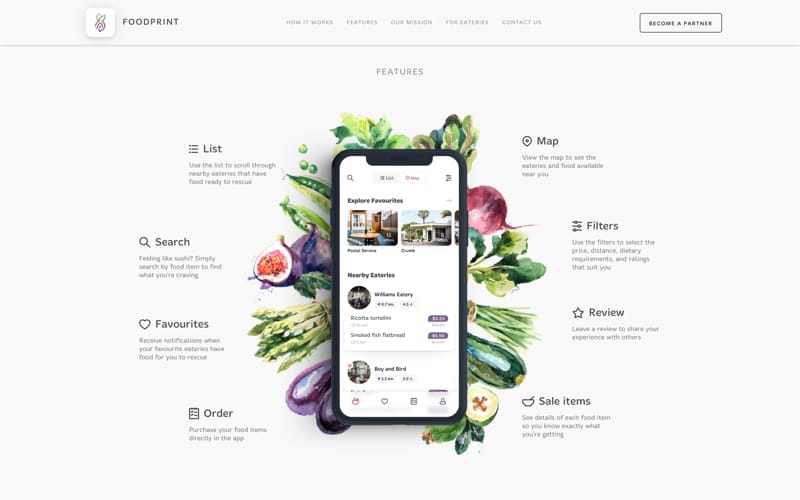 FOODPRINT
HOW IT WORKS
FEATURES
OUR MISSION
FOR EATERIES
CONTACT US
BECOME A PARTNER
FEATURES
List
Use the list to scroll through
nearby eateries that have
food ready to rescue
Search
Feeling like sushi? Simply
search by food item to find
what you're craving
Favourites
Receive notifications when
your favourite eateries have
food for you to rescue
Order
Purchase your food items
directly in the app
List
Map
Explore Favourites
Postal Service
Crumb
Nearby Eateries
Williams Eatery
0.7 km
4.5
Ricotta tortellini
$5.20
Smoked fish flatbread
$5.50
Boy and Bird
2.3 km
5.0
Map
View the map to see the
eateries and food available
near you
Filters
Use the filters to select the
price, distance, dietary
requirements, and ratings
that suit you
Review
Leave a review to share your
experience with others
Sale items
See details of each food item
so you know exactly what
you're getting